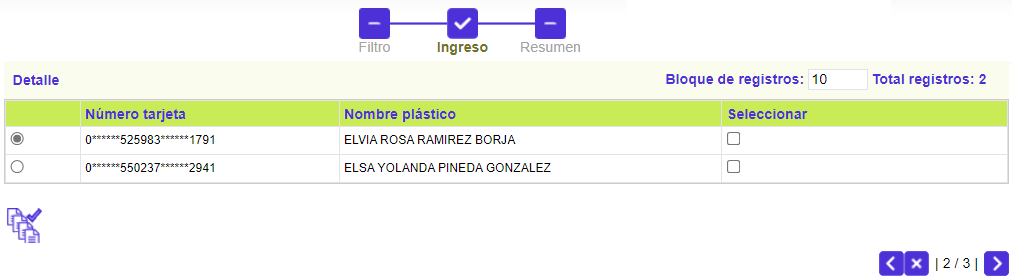 Filtro Ingreso Resumen
Detalle Bloque de registros: 10 Total registros: 2
Número tarjeta Nombre plástico Seleccionar
0******525983******1791 ELVIA ROSA RAMIREZ BORJA
0******550237******2941 ELSA YOLANDA PINEDA GONZALEZ
| 2 / 3 |